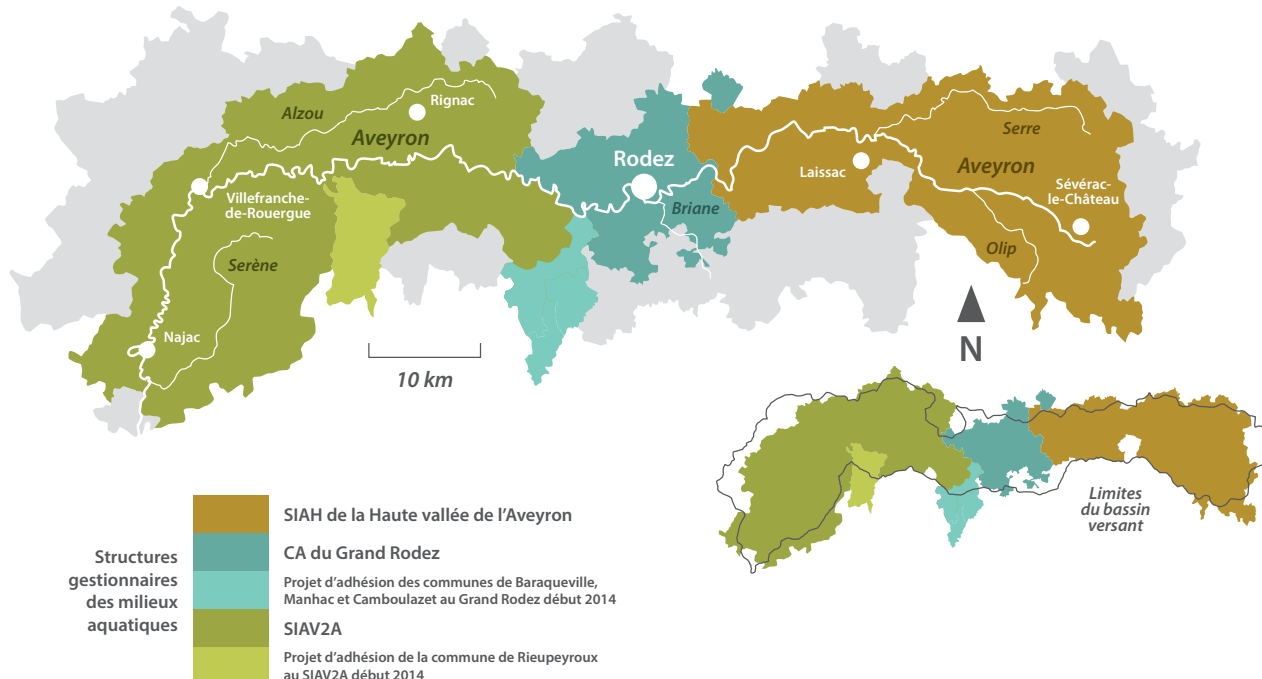 Alzou
Rignac
Aveyron
Rodez
Serre
Laissac
Aveyron
Villefranche-
de-Rouergue
Briane
Sévérac-
le-Château
Serène
Olip
Najac
10 km
N
Limites
du bassin
versant
Structures
gestionnaires
des milieux
aquatiques
SIAH de la Haute vallée de l’Aveyron
CA du Grand Rodez
Projet d’adhésion des communes de Baraqueville,
Manhac et Camboulazet au Grand Rodez début 2014
SIAV2A
Projet d’adhésion de la commune de Rieupeyroux
au SIAV2A début 2014